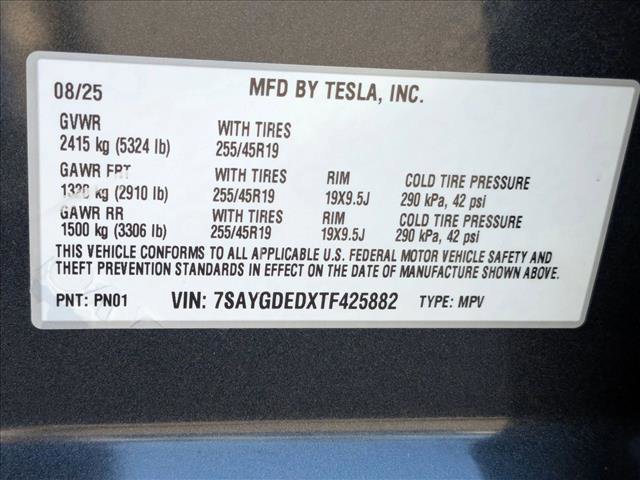 08/25 MFD BY TESLA, INC.
GVWR WITH TIRES
2415 kg (5324 lb) 255/45R19
GAWR FRT WITH TIRES RIM COLD TIRE PRESSURE
1320 kg (2910 lb) 255/45R19 19X9.5J 290 kPa, 42 psi
GAWR RR WITH TIRES RIM COLD TIRE PRESSURE
1500 kg (3306 lb) 255/45R19 19X9.5J 290 kPa, 42 psi
THIS VEHICLE CONFORMS TO ALL APPLICABLE U.S. FEDERAL MOTOR VEHICLE SAFETY AND
THEFT PREVENTION STANDARDS IN EFFECT ON THE DATE OF MANUFACTURE SHOWN ABOVE.
PNT: PN01 VIN: 7SAYGDEDXTF425882 TYPE: MPV